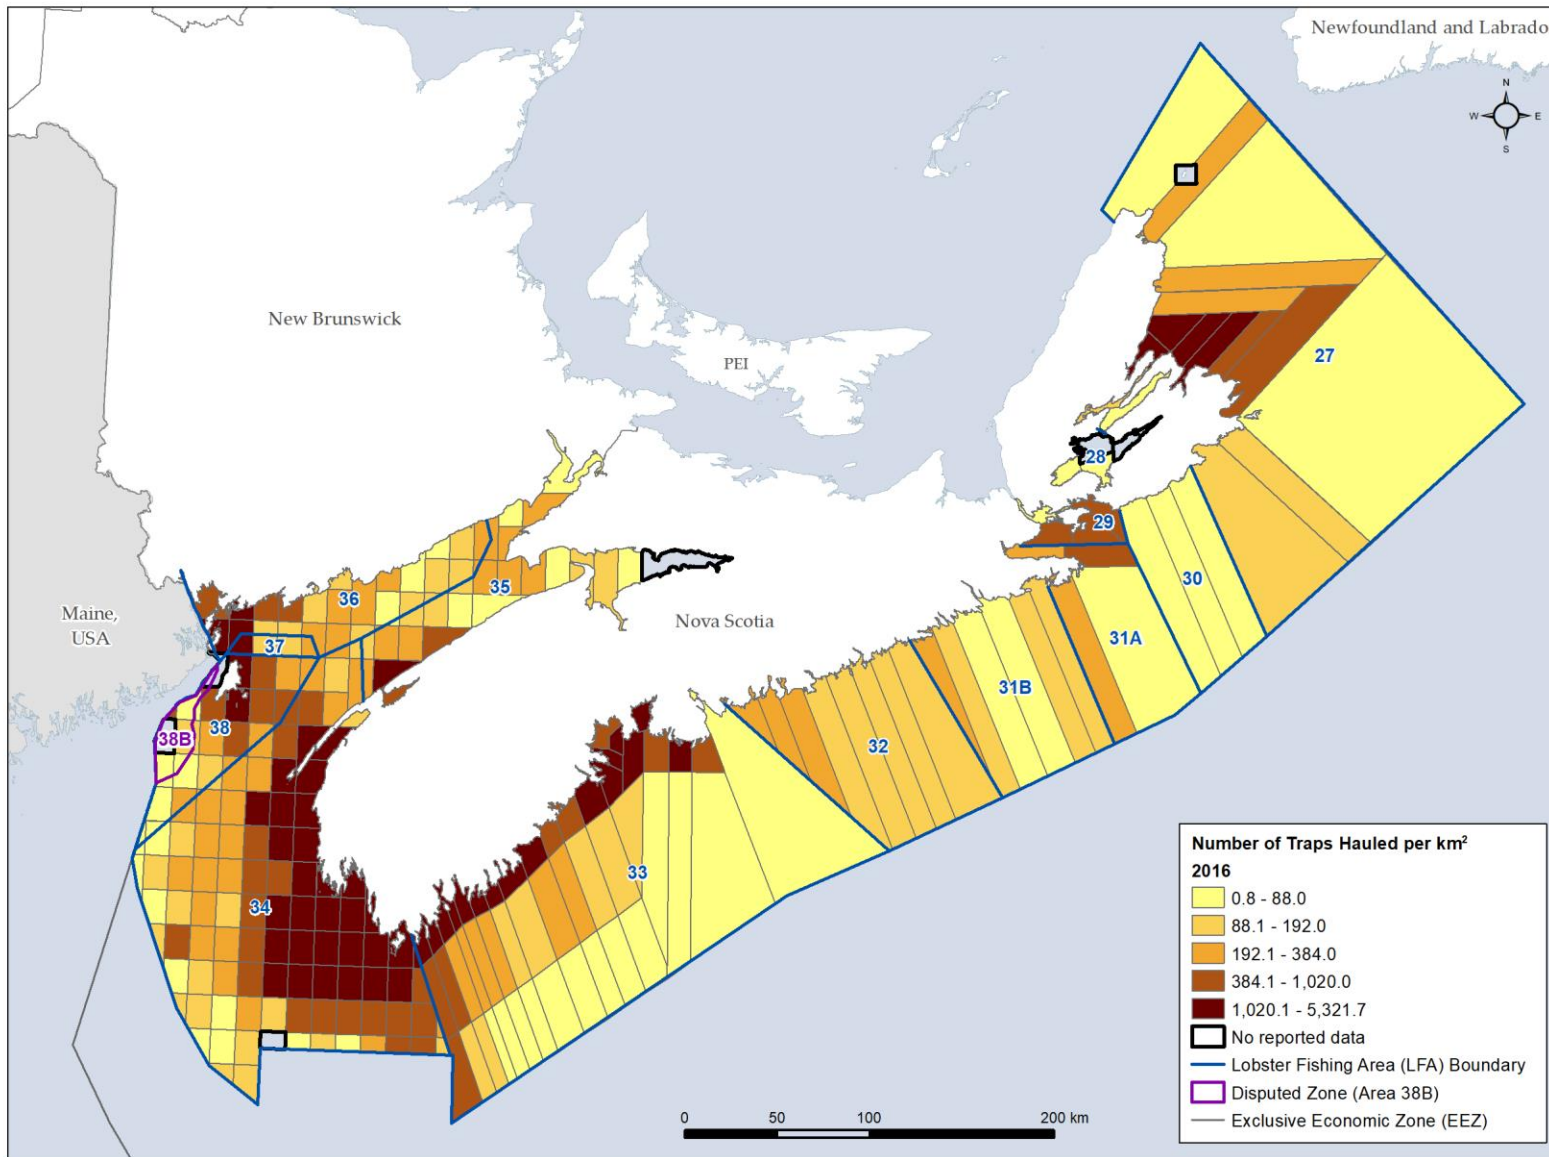 Newfoundland and Labrado
N
W E
S
New Brunswick
PEI
27
28
29
30
35
36
Maine,
USA
Nova Scotia
37
31A
31B
38
38B
32
33
34
Number of Traps Hauled per km²
2016
0.8 - 88.0
88.1 - 192.0
192.1 - 384.0
384.1 - 1,020.0
1,020.1 - 5,321.7
No reported data
Lobster Fishing Area (LFA) Boundary
Disputed Zone (Area 38B)
Exclusive Economic Zone (EEZ)
0 50 100 200 km